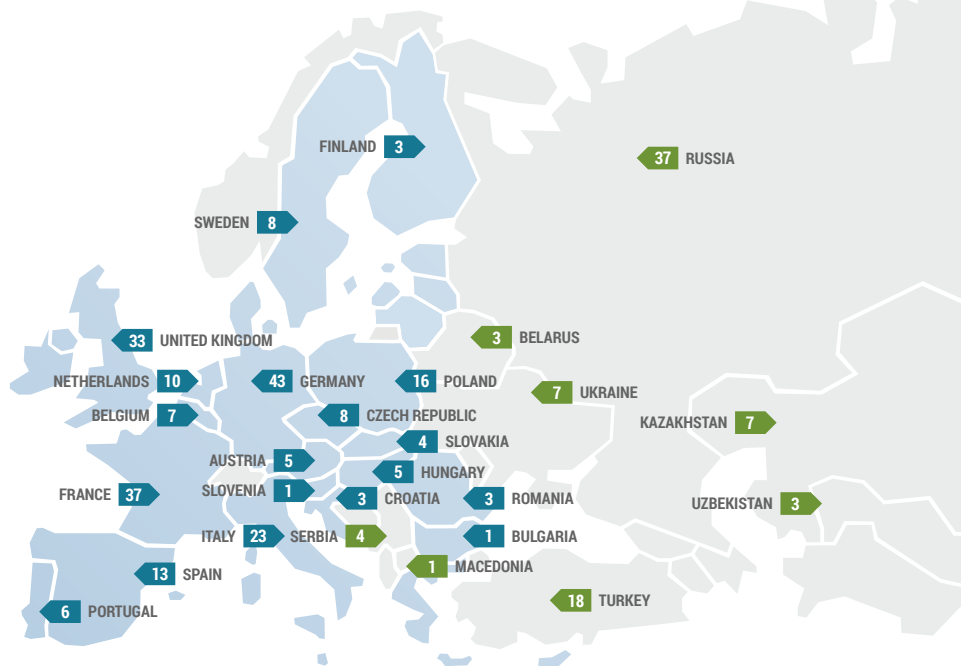 FINLAND 3
37 RUSSIA
SWEDEN 8
33 UNITED KINGDOM
3 BELARUS
NETHERLANDS 10
43 GERMANY
16 POLAND
7 UKRAINE
BELGIUM 7
8 CZECH REPUBLIC
KAZAKHSTAN 7
4 SLOVAKIA
AUSTRIA 5
5 HUNGARY
SLOVENIA 1
FRANCE 37
3 CROATIA
3 ROMANIA
UZBEKISTAN 3
ITALY 23
SERBIA 4
1 BULGARIA
1 MACEDONIA
13 SPAIN
18 TURKEY
6 PORTUGAL